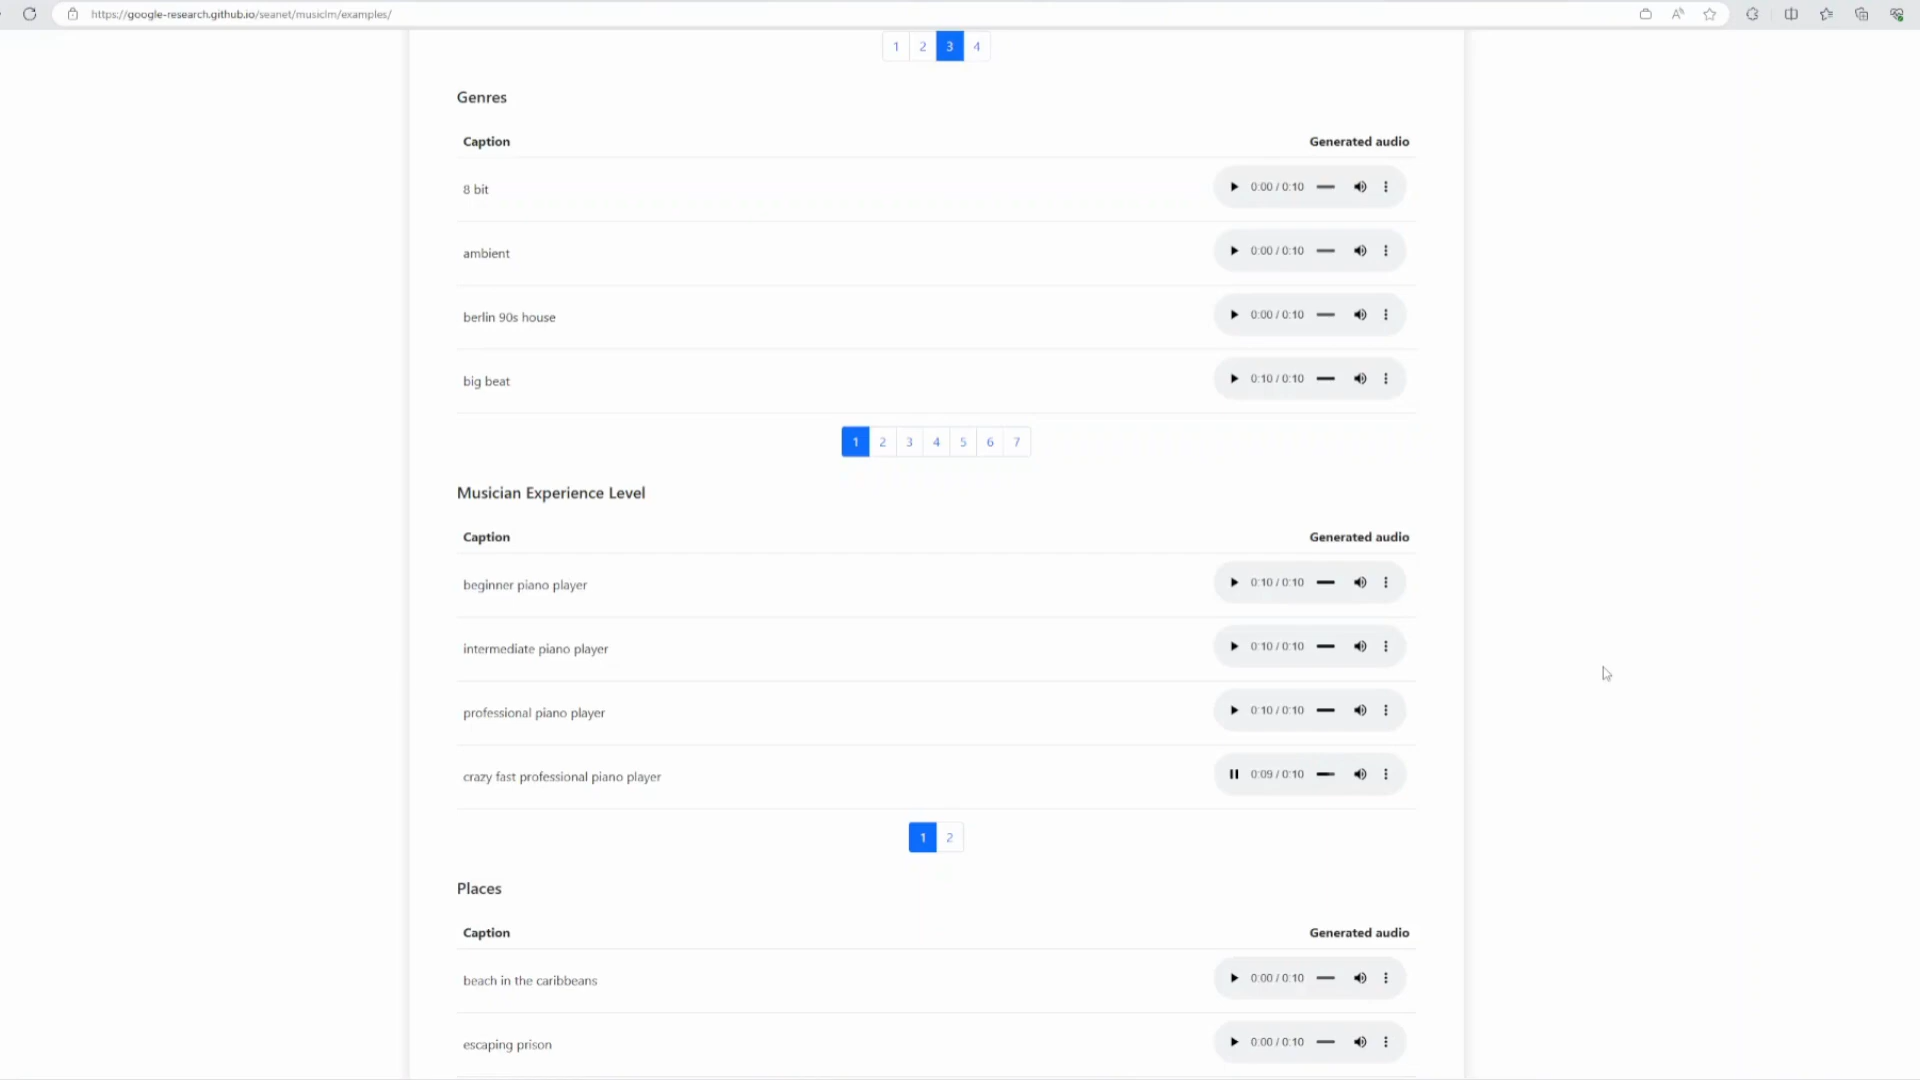 https://google-research.github.io/seanet/musiclm/examples/
1 2 3 4
Genres
Caption Generated audio
8 bit 0:00 / 0:10
ambient 0:00 / 0:10
berlin 90s house 0:00 / 0:10
big beat 0:10 / 0:10
1 2 3 4 5 6 7
Musician Experience Level
Caption Generated audio
beginner piano player 0:10 / 0:10
intermediate piano player 0:10 / 0:10
professional piano player 0:10 / 0:10
crazy fast professional piano player 0:09 / 0:10
1 2
Places
Caption Generated audio
beach in the caribbeans 0:00 / 0:10
escaping prison 0:00 / 0:10